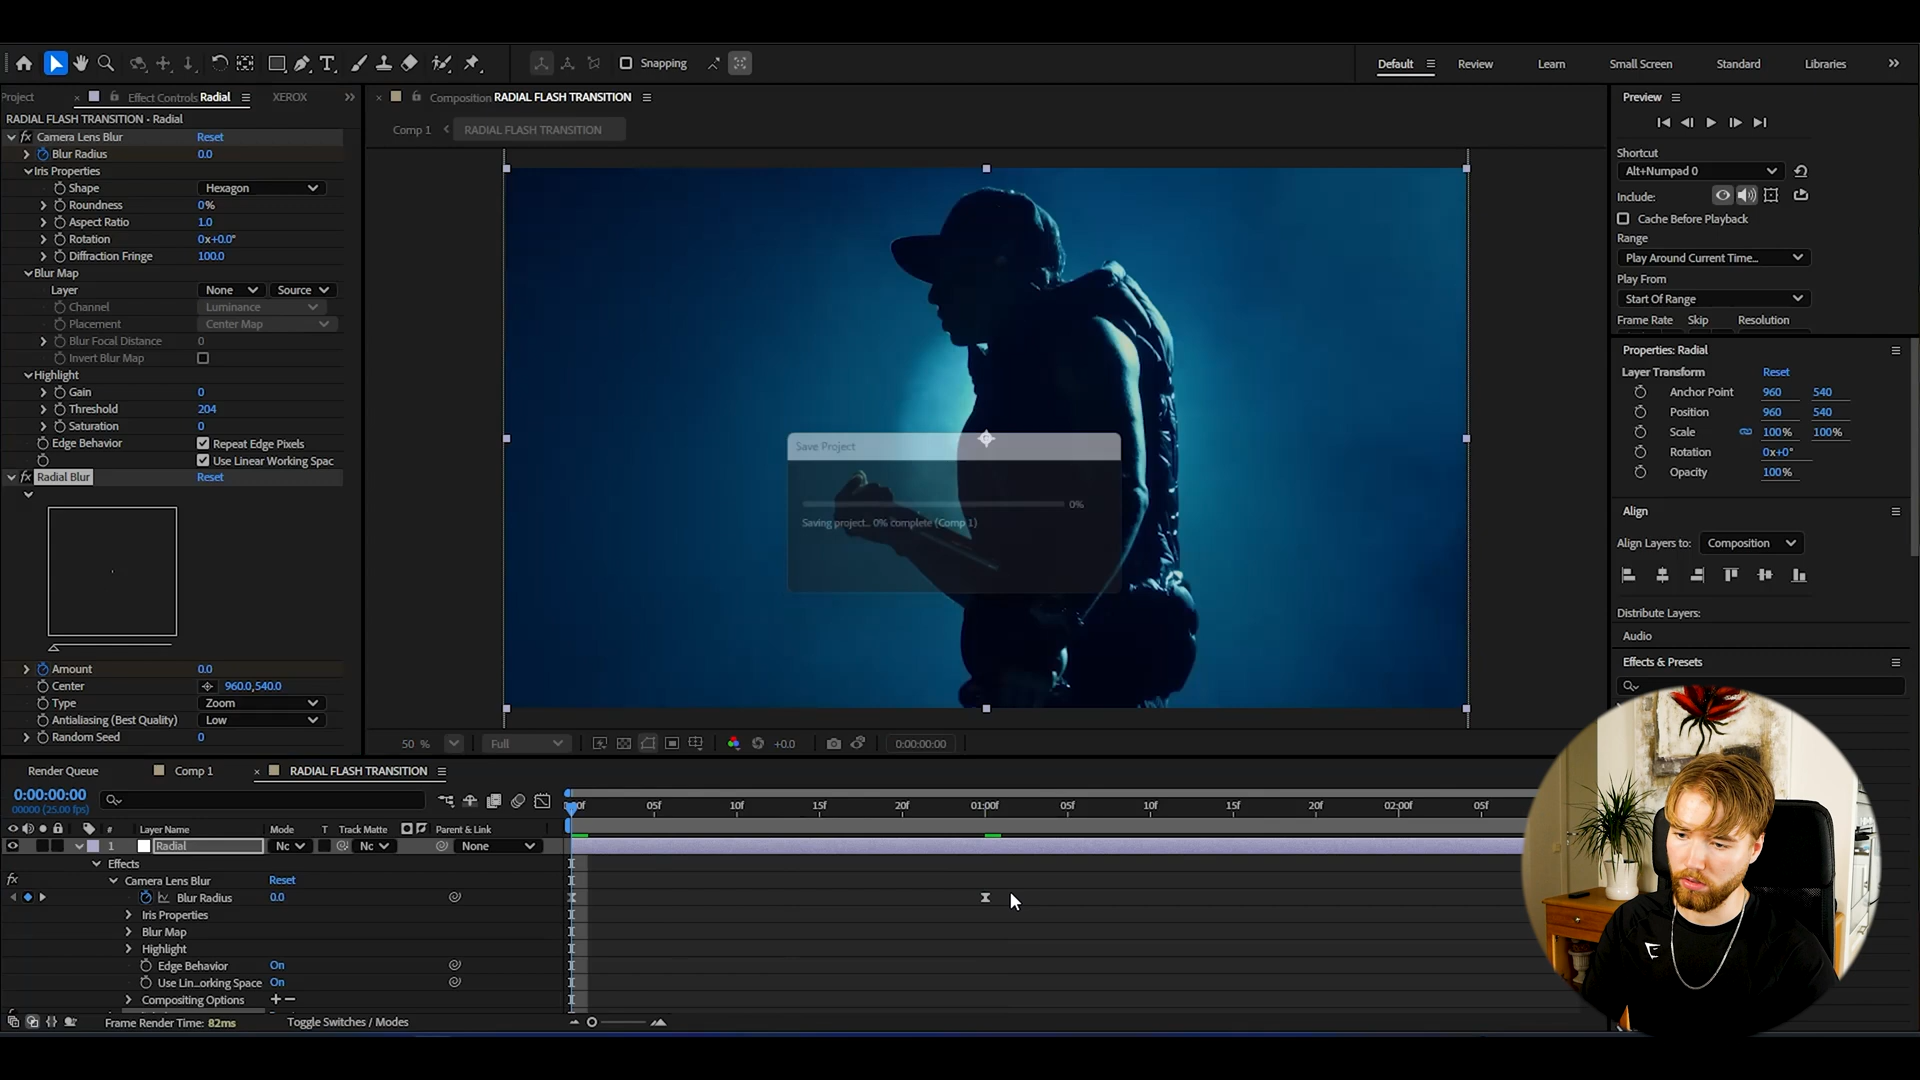 Snapping
Default
Review
Learn
Small Screen
Standard
Libraries
Project
Effect Controls Radial
XEROX
RADIAL FLASH TRANSITION • Radial
Camera Lens Blur Reset
Blur Radius 0.0
Iris Properties
Shape Hexagon
Roundness 0%
Aspect Ratio 1.0
Rotation 0x+0.0°
Diffraction Fringe 100.0
Blur Map
Layer None Source
Channel Luminance
Placement Center Map
Blur Focal Distance 0
Invert Blur Map
Highlight
Gain 0
Threshold 204
Saturation 0
Edge Behavior Repeat Edge Pixels
Use Linear Working Spac
Radial Blur Reset
Amount 0.0
Center 960.0,540.0
Type Zoom
Antialiasing (Best Quality) Low
Random Seed 0
Composition RADIAL FLASH TRANSITION
Comp 1 RADIAL FLASH TRANSITION
Save Project
0%
Saving project... 0% complete (Comp 1)
50 % Full +0.0 0:00:00:00
Preview
Shortcut
Alt+Numpad 0
Include:
Cache Before Playback
Range
Play Around Current Time...
Play From
Start Of Range
Frame Rate Skip Resolution
Properties: Radial
Layer Transform Reset
Anchor Point 960 540
Position 960 540
Scale 100% 100%
Rotation 0x+0°
Opacity 100%
Align
Align Layers to: Composition
Distribute Layers:
Audio
Effects & Presets
Render Queue
Comp 1
RADIAL FLASH TRANSITION
0:00:00:00
00000 (25.00 fps)
05f 10f 15f 20f 01:00f 05f 10f 15f 20f 02:00f 05f
# Layer Name Mode T Track Matte Parent & Link
1 Radial Nc Nc None
Effects
Camera Lens Blur Reset
Blur Radius 0.0
Iris Properties
Blur Map
Highlight
Edge Behavior On
Use Lin...orking Space On
Compositing Options
Frame Render Time: 82ms
Toggle Switches / Modes